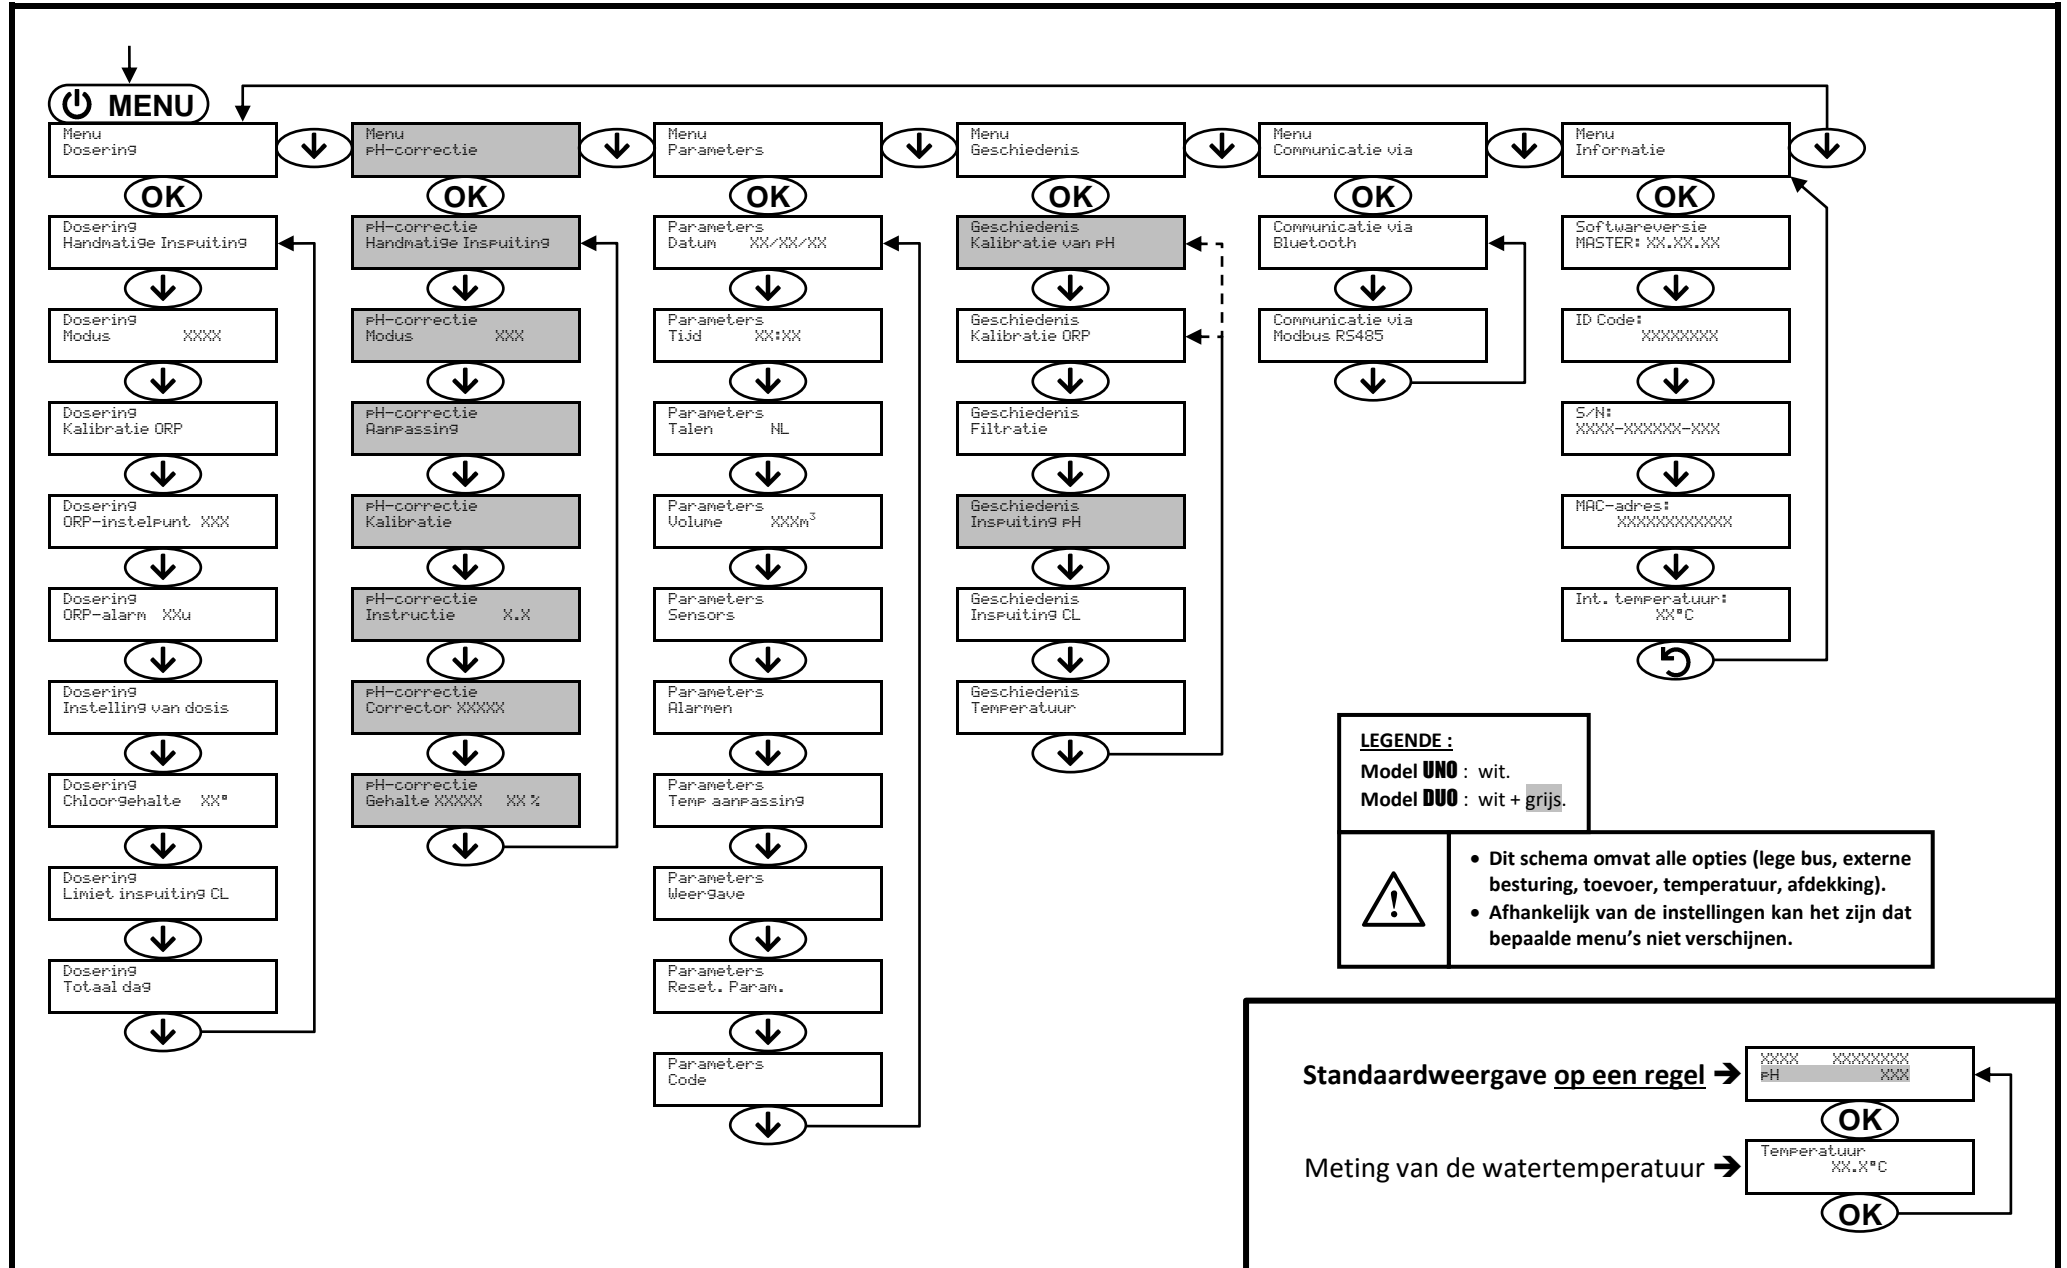 MENU
Menu
Dosering
OK
Dosering
Handmatige Inspuiting
Dosering
Modus XXXX
Dosering
Kalibratie ORP
Dosering
ORP-instelpunt XXX
Dosering
ORP-alarm XXu
Dosering
Instelling van dosis
Dosering
Chloorgehalte XX°
Dosering
Limiet inspuiting CL
Dosering
Totaal dag
Menu
pH-correctie
OK
pH-correctie
Handmatige Inspuiting
pH-correctie
Modus XXX
pH-correctie
Aanpassing
pH-correctie
Kalibratie
pH-correctie
Instructie X.X
pH-correctie
Corrector XXXXX
pH-correctie
Gehalte XXXXX XX %
Menu
Parameters
OK
Parameters
Datum XX/XX/XX
Parameters
Tijd XX:XX
Parameters
Talen NL
Parameters
Volume XXXm³
Parameters
Sensors
Parameters
Alarmen
Parameters
Temp aanpassing
Parameters
Weergave
Parameters
Reset. Param.
Parameters
Code
Menu
Geschiedenis
OK
Geschiedenis
Kalibratie van pH
Geschiedenis
Kalibratie ORP
Geschiedenis
Filtratie
Geschiedenis
Inspuiting pH
Geschiedenis
Inspuiting CL
Geschiedenis
Temperatuur
Menu
Communicatie via
OK
Communicatie via
Bluetooth
Communicatie via
Modbus RS485
Menu
Informatie
OK
Softwareversie
MASTER: XX.XX.XX
ID Code:
XXXXXXXX
S/N:
XXXX-XXXXXX-XXX
MAC-adres:
XXXXXXXXXXXX
Int. temperatuur:
XX°C
LEGENDE :
Model UNO : wit.
Model DUO : wit + grijs.
• Dit schema omvat alle opties (lege bus, externe
besturing, toevoer, temperatuur, afdekking).
• Afhankelijk van de instellingen kan het zijn dat
bepaalde menu's niet verschijnen.
Standaardweergave op een regel ➔
XXXX XXXXXXXX
pH XXX
OK
Meting van de watertemperatuur ➔
Temperatuur
XX.X°C
OK